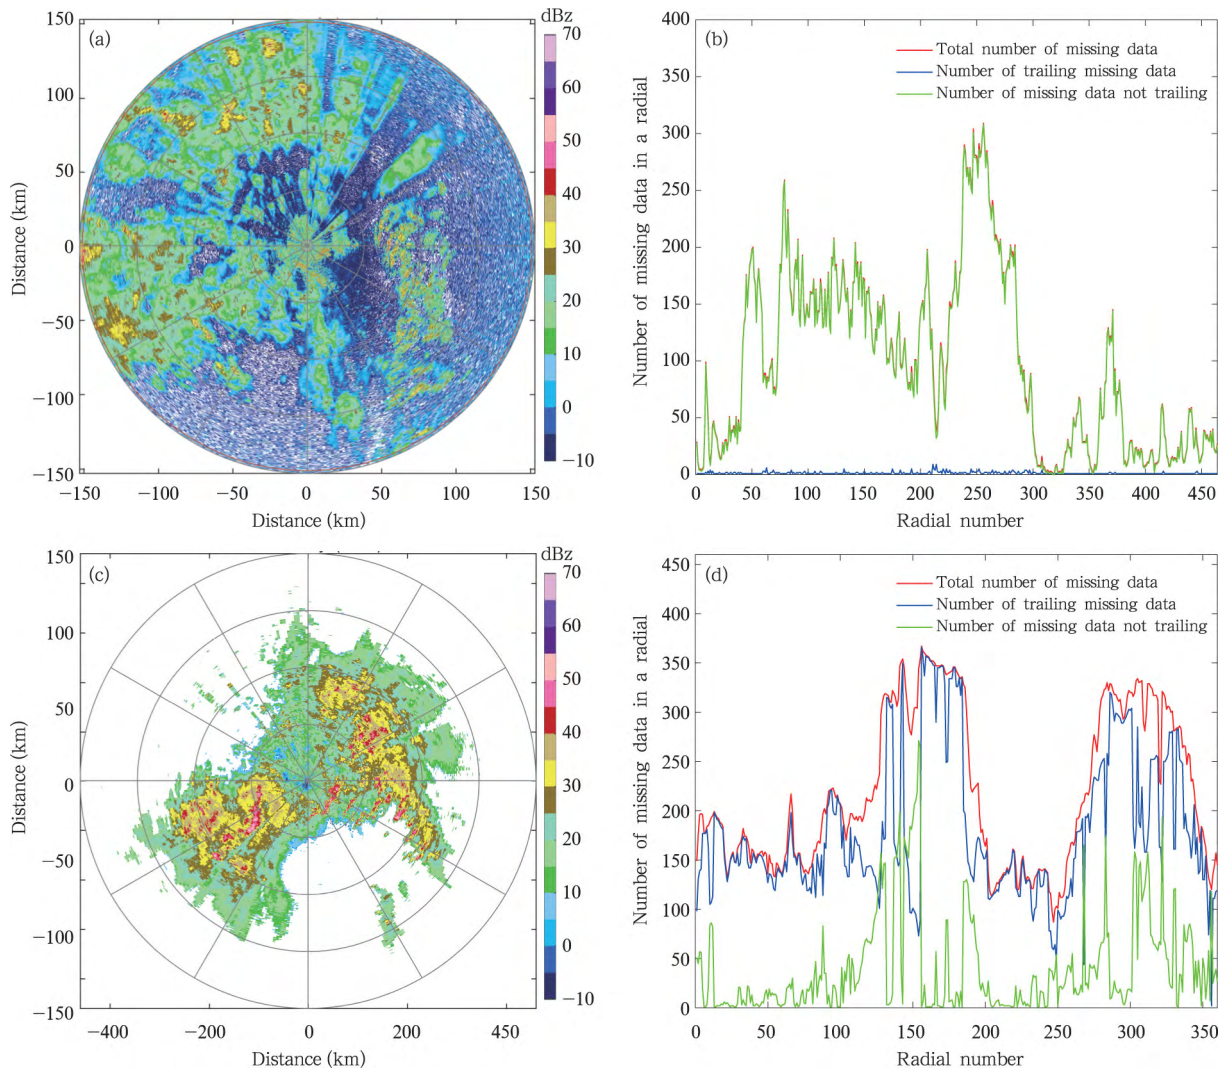 (a)
dBz
150
100
50
0
−50
−100
−150
Distance (km)
−150 −100 −50 0 50 100 150
Distance (km)
70
60
50
40
30
20
10
0
−10
(b)
400
350
300
250
200
150
100
50
0
Number of missing data in a radial
Total number of missing data
Number of trailing missing data
Number of missing data not trailing
0 50 100 150 200 250 300 350 400 450
Radial number
(c)
dBz
150
100
50
0
−50
−100
−150
Distance (km)
−400 −200 0 200 450
Distance (km)
70
60
50
40
30
20
10
0
−10
(d)
450
400
350
300
250
200
150
100
50
0
Number of missing data in a radial
Total number of missing data
Number of trailing missing data
Number of missing data not trailing
0 50 100 150 200 250 300 350
Radial number